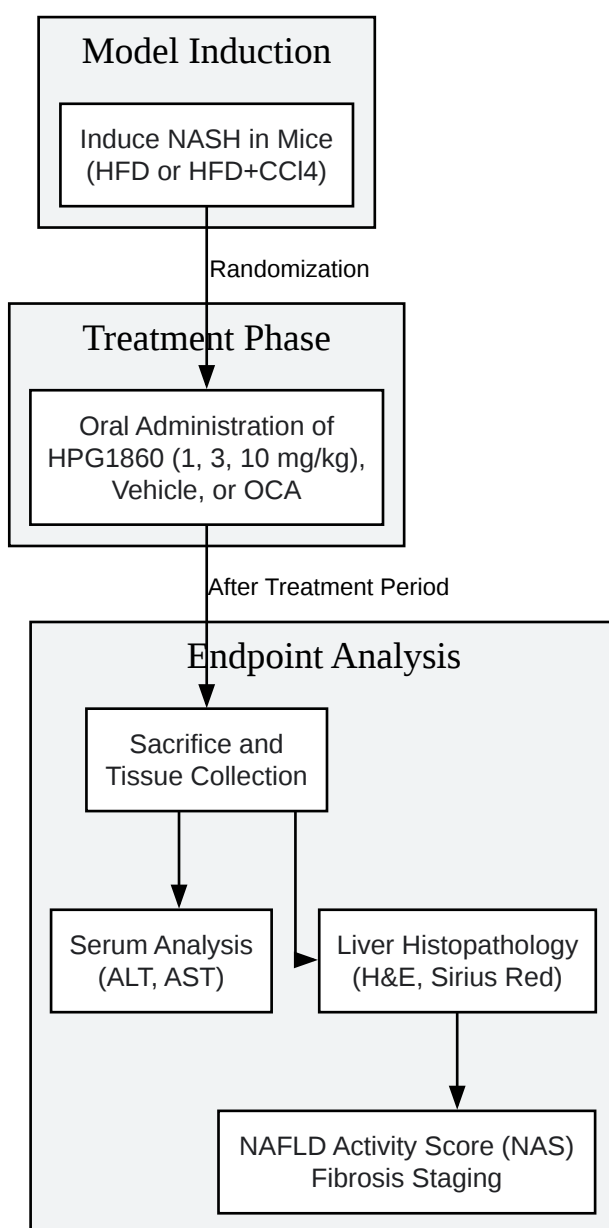 Model Induction
Induce NASH in Mice
(HFD or HFD+CCl4)
Randomization
Treatment Phase
Oral Administration of
HPG1860 (1, 3, 10 mg/kg),
Vehicle, or OCA
After Treatment Period
Endpoint Analysis
Sacrifice and
Tissue Collection
Serum Analysis
(ALT, AST)
Liver Histopathology
(H&E, Sirius Red)
NAFLD Activity Score (NAS)
Fibrosis Staging